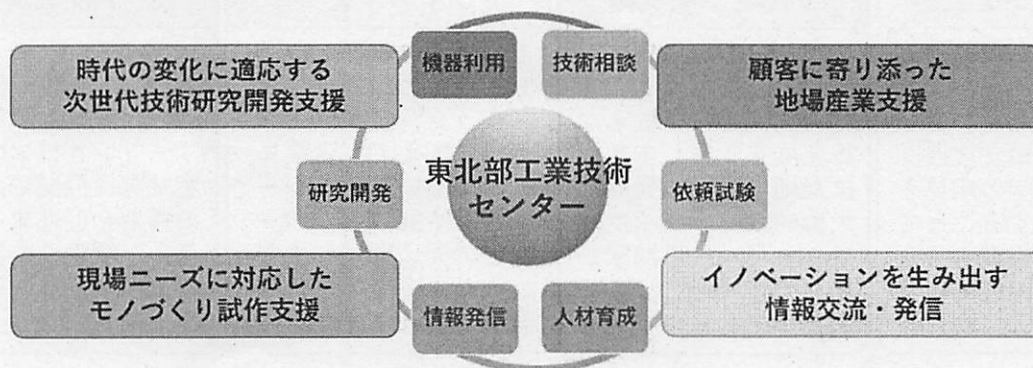 時代の変化に適応する
次世代技術研究開発支援
機器利用
技術相談
顧客に寄り添った
地場産業支援
研究開発
東北部工業技術
センター
依頼試験
現場ニーズに対応した
モノづくり試作支援
情報発信
人材育成
イノベーションを生み出す
情報交流・発信